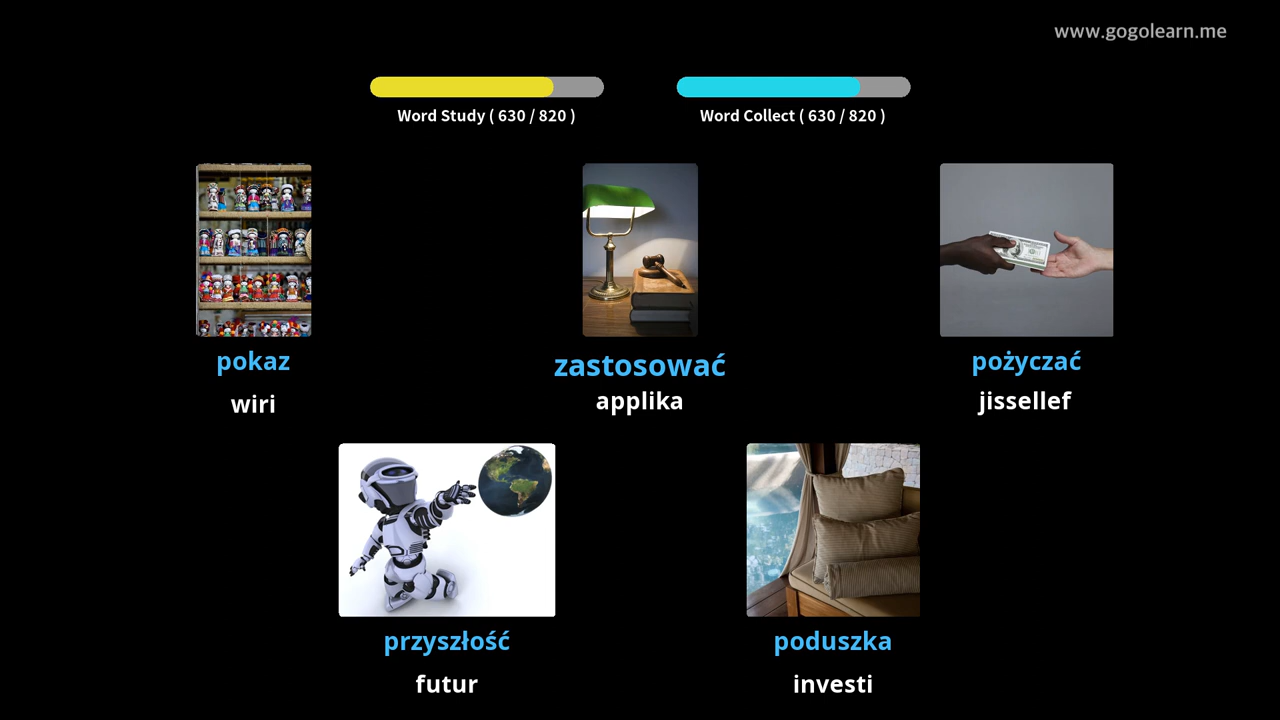 www.gogolearn.me
Word Study ( 630 / 820 )
Word Collect ( 630 / 820 )
pokaz
wiri
zastosować
applika
pożyczać
jissellef
przyszłość
futur
poduszka
investi